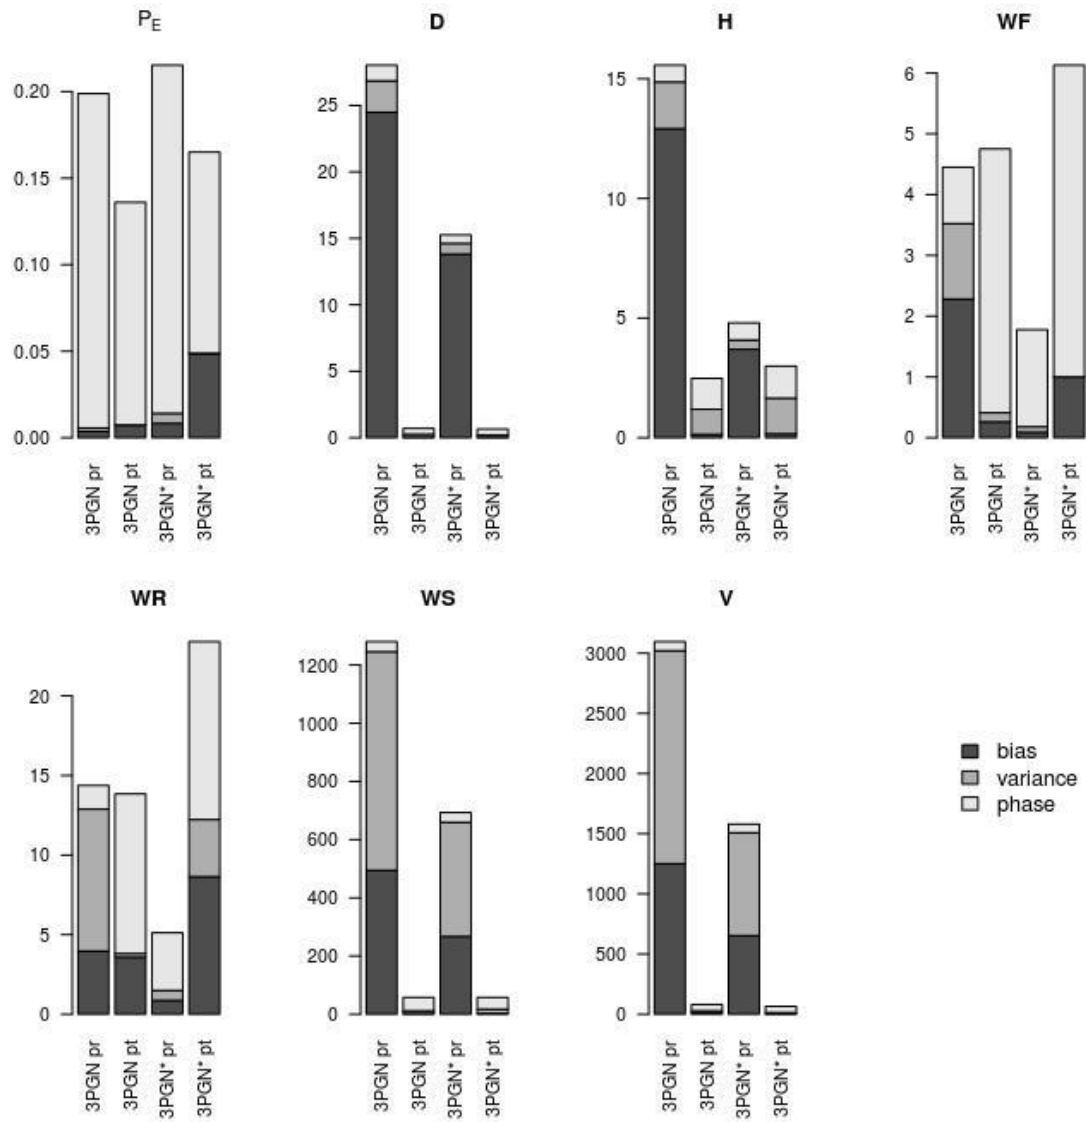 P_E
D
H
WF
0.20
0.15
0.10
0.05
0.00
3PGN pr
3PGN pt
3PGN* pr
3PGN* pt
25
20
15
10
5
0
3PGN pr
3PGN pt
3PGN* pr
3PGN* pt
15
10
5
0
3PGN pr
3PGN pt
3PGN* pr
3PGN* pt
6
5
4
3
2
1
0
3PGN pr
3PGN pt
3PGN* pr
3PGN* pt
WR
WS
V
20
15
10
5
0
3PGN pr
3PGN pt
3PGN* pr
3PGN* pt
1200
1000
800
600
400
200
0
3PGN pr
3PGN pt
3PGN* pr
3PGN* pt
3000
2500
2000
1500
1000
500
0
3PGN pr
3PGN pt
3PGN* pr
3PGN* pt
bias
variance
phase